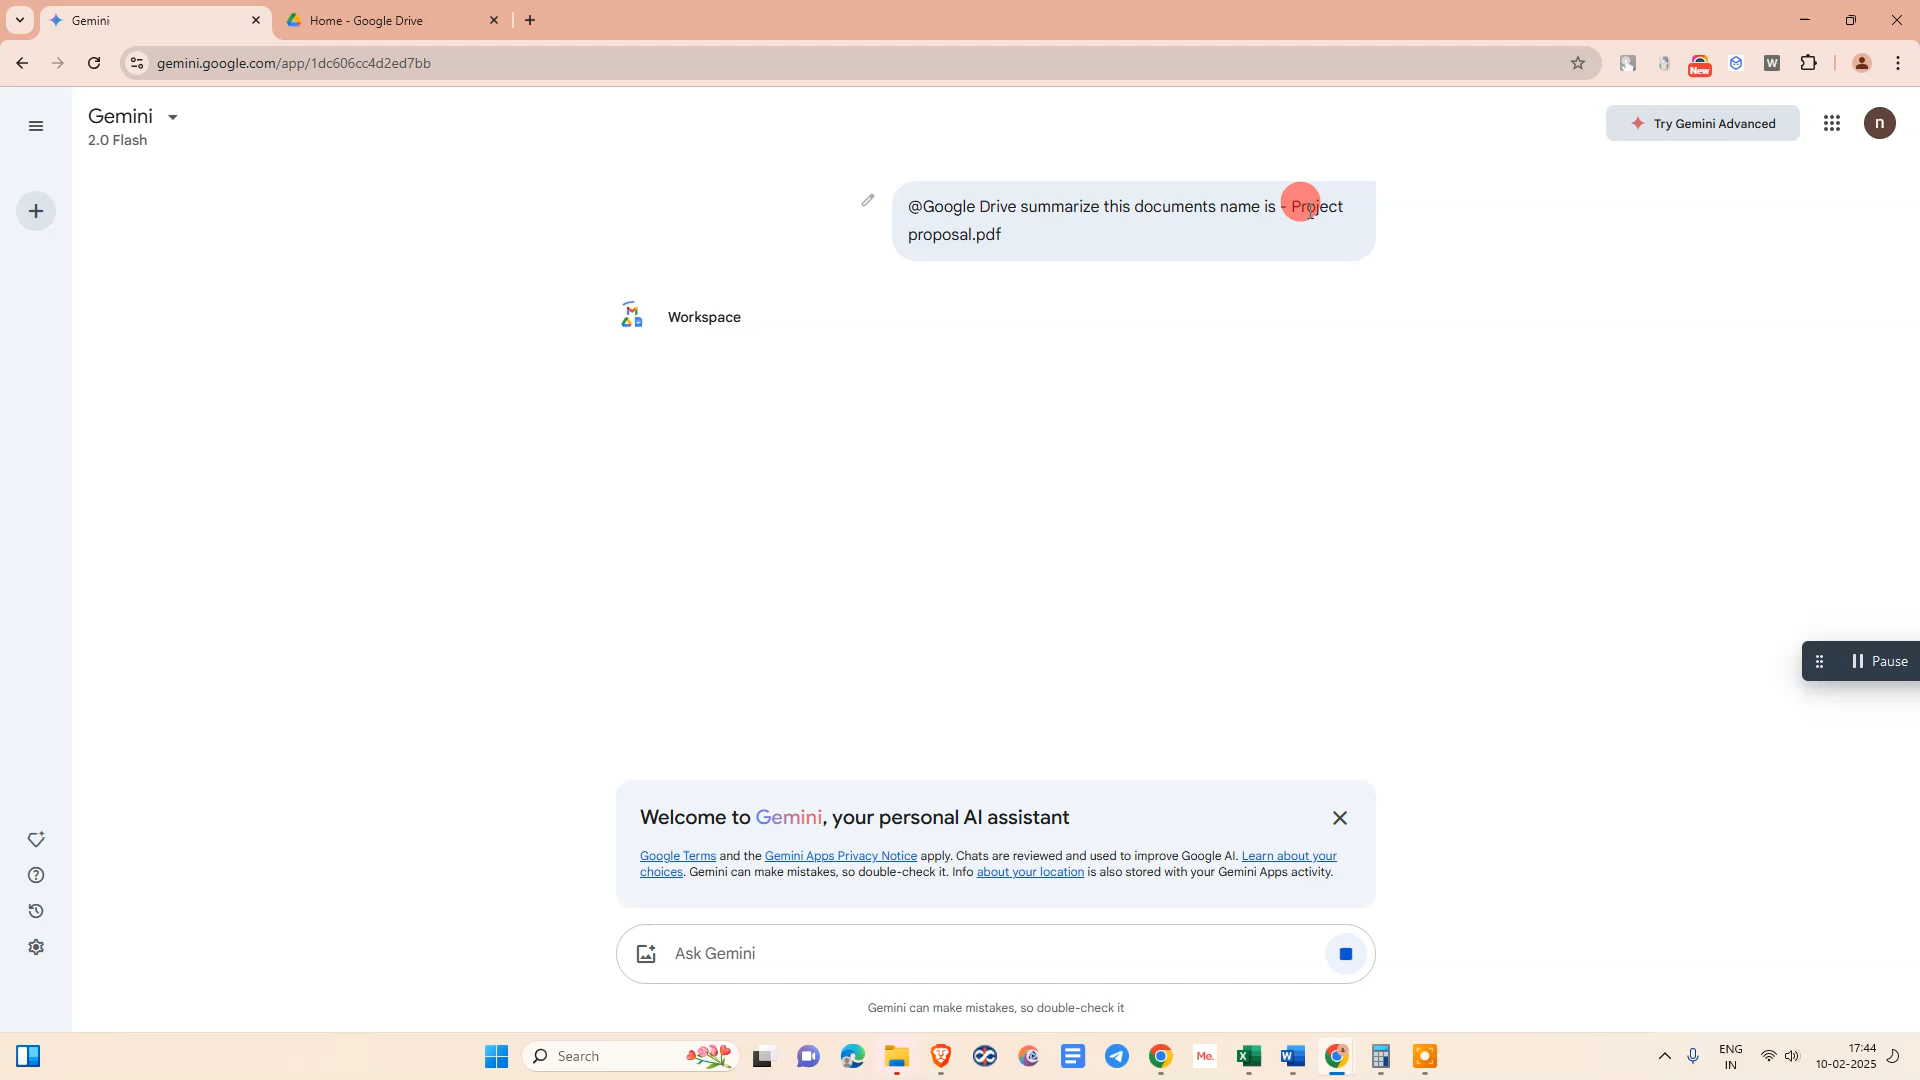 Gemini
Home - Google Drive
gemini.google.com/app/1dc606cc4d2ed7bb
New
W
Gemini
2.0 Flash
Try Gemini Advanced
n
@Google Drive summarize this documents name is - Project
proposal.pdf
Workspace
Pause
Welcome to Gemini, your personal AI assistant
Google Terms and the Gemini Apps Privacy Notice apply. Chats are reviewed and used to improve Google AI. Learn about your
choices. Gemini can make mistakes, so double-check it. Info about your location is also stored with your Gemini Apps activity.
Ask Gemini
Gemini can make mistakes, so double-check it
Search
Me.
ENG
IN
17:44
10-02-2025